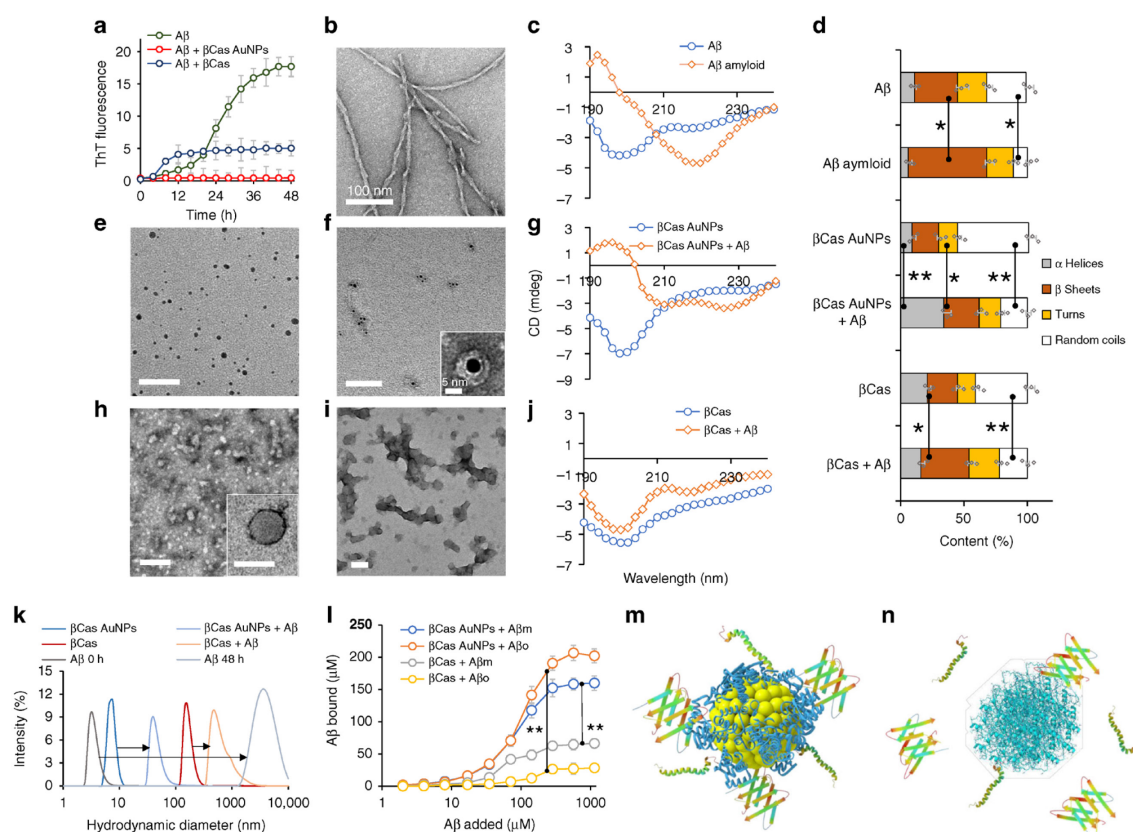 a
Aβ
Aβ + βCas AuNPs
Aβ + βCas
ThT fluorescence
20
15
10
5
0
0 12 24 36 48
Time (h)
b
100 nm
c
Aβ
Aβ amyloid
3
1
-1
-3
-5
-7
190 210 230
d
Aβ
Aβ aymloid
βCas AuNPs
βCas AuNPs
+ Aβ
βCas
βCas + Aβ
* *
** * **
* **
α Helices
β Sheets
Turns
Random coils
0 50 100
Content (%)
e
f
5 nm
g
βCas AuNPs
βCas AuNPs + Aβ
CD (mdeg)
3
1
-1
-3
-5
-7
-9
190 210 230
h
i
j
βCas
βCas + Aβ
3
1
-1
-3
-5
-7
190 210 230
Wavelength (nm)
k
βCas AuNPs
βCas AuNPs + Aβ
βCas
βCas + Aβ
Aβ 0 h
Aβ 48 h
Intensity (%)
15
12
9
6
3
0
1 10 100 1000 10,000
Hydrodynamic diameter (nm)
l
βCas AuNPs + Aβm
βCas AuNPs + Aβo
βCas + Aβm
βCas + Aβo
Aβ bound (μM)
250
200
150
100
50
0
** **
1 10 100 1000
Aβ added (μM)
m
n